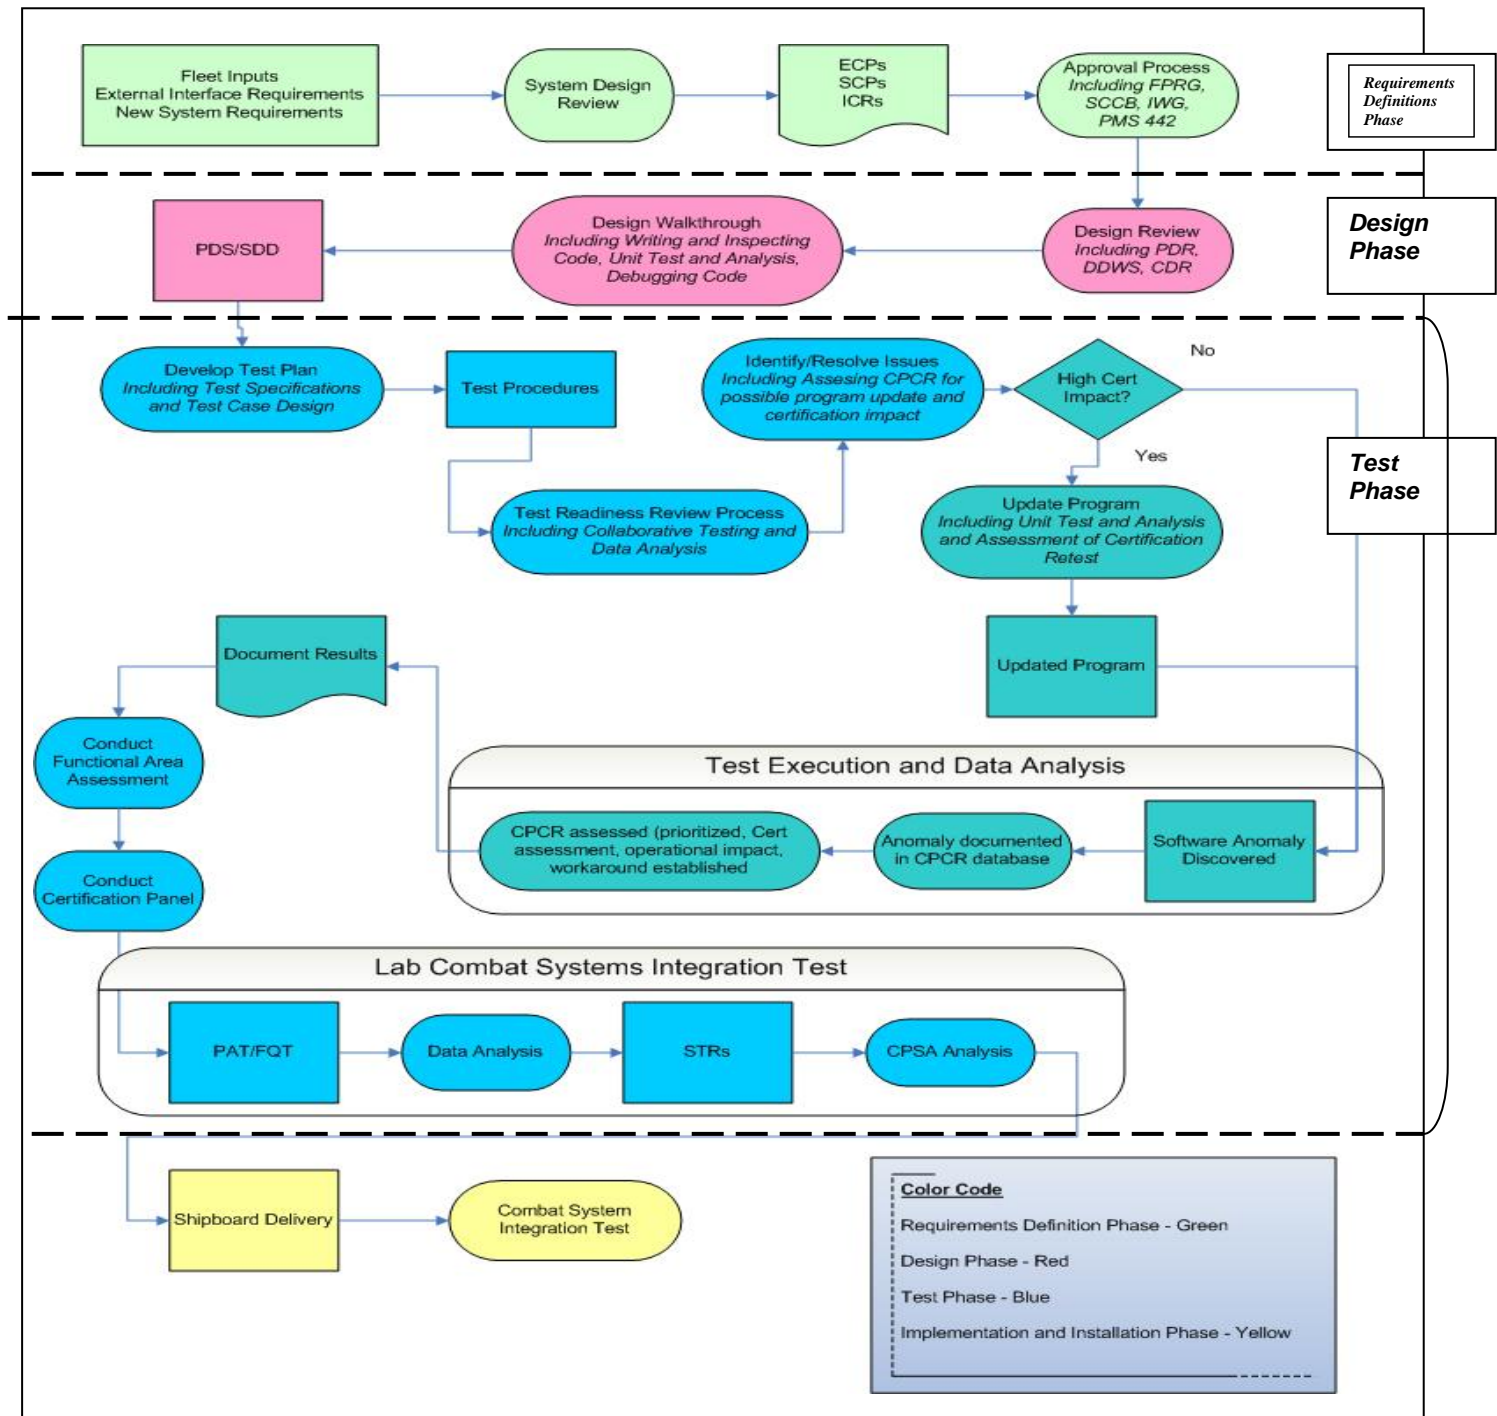 Fleet Inputs
External Interface Requirements
New System Requirements
System Design
Review
ECPs
SCPs
ICRs
Approval Process
Including FPRG,
SCCB, IWG,
PMS 442
Requirements
Definitions
Phase
PDS/SDD
Design Walkthrough
Including Writing and Inspecting
Code, Unit Test and Analysis,
Debugging Code
Design Review
Including PDR,
DDWS, CDR
Design
Phase
Develop Test Plan
Including Test Specifications
and Test Case Design
Test Procedures
Identify/Resolve Issues
Including Assesing CPCR for
possible program update and
certification impact
High Cert
Impact?
No
Yes
Test
Phase
Test Readiness Review Process
Including Collaborative Testing and
Data Analysis
Update Program
Including Unit Test and Analysis
and Assessment of Certification
Retest
Document Results
Updated Program
Conduct
Functional Area
Assessment
Test Execution and Data Analysis
CPCR assessed (prioritized, Cert
assessment, operational impact,
workaround established
Anomaly documented
in CPCR database
Software Anomaly
Discovered
Conduct
Certification Panel
Lab Combat Systems Integration Test
PAT/FQT
Data Analysis
STRs
CPSA Analysis
Shipboard Delivery
Combat System
Integration Test
Color Code
Requirements Definition Phase - Green
Design Phase - Red
Test Phase - Blue
Implementation and Installation Phase - Yellow